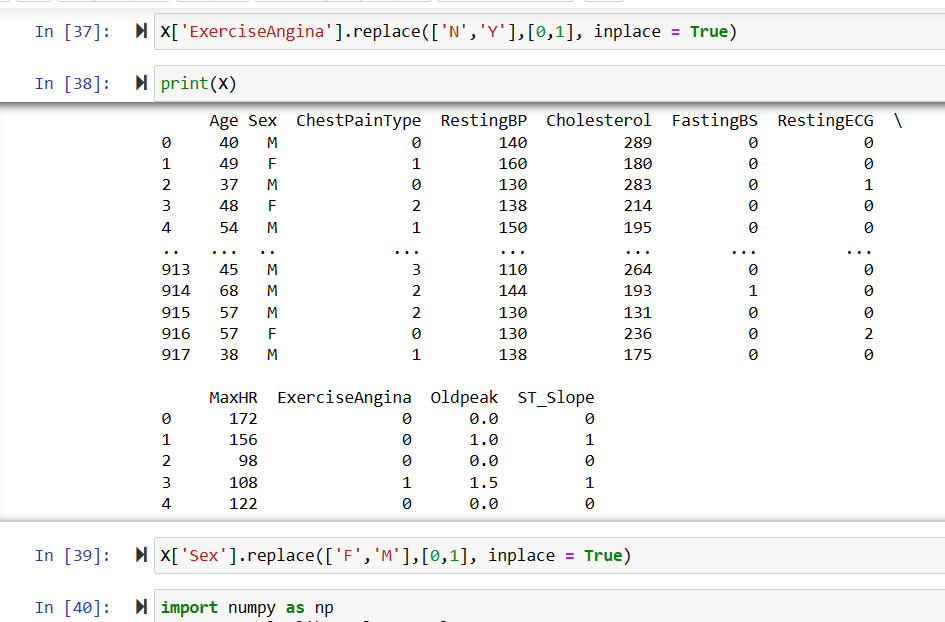 In [37]: X['ExerciseAngina'].replace(['N','Y'],[0,1], inplace = True)
In [38]: print(X)
Age Sex ChestPainType RestingBP Cholesterol FastingBS RestingECG \
0 40 M 0 140 289 0 0
1 49 F 1 160 180 0 0
2 37 M 0 130 283 0 1
3 48 F 2 138 214 0 0
4 54 M 1 150 195 0 0
.. ... .. ... ... ... ... ...
913 45 M 3 110 264 0 0
914 68 M 2 144 193 1 0
915 57 M 2 130 131 0 0
916 57 F 0 130 236 0 2
917 38 M 1 138 175 0 0
MaxHR ExerciseAngina Oldpeak ST_Slope
0 172 0 0.0 0
1 156 0 1.0 1
2 98 0 0.0 0
3 108 1 1.5 1
4 122 0 0.0 0
In [39]: X['Sex'].replace(['F','M'],[0,1], inplace = True)
In [40]: import numpy as np